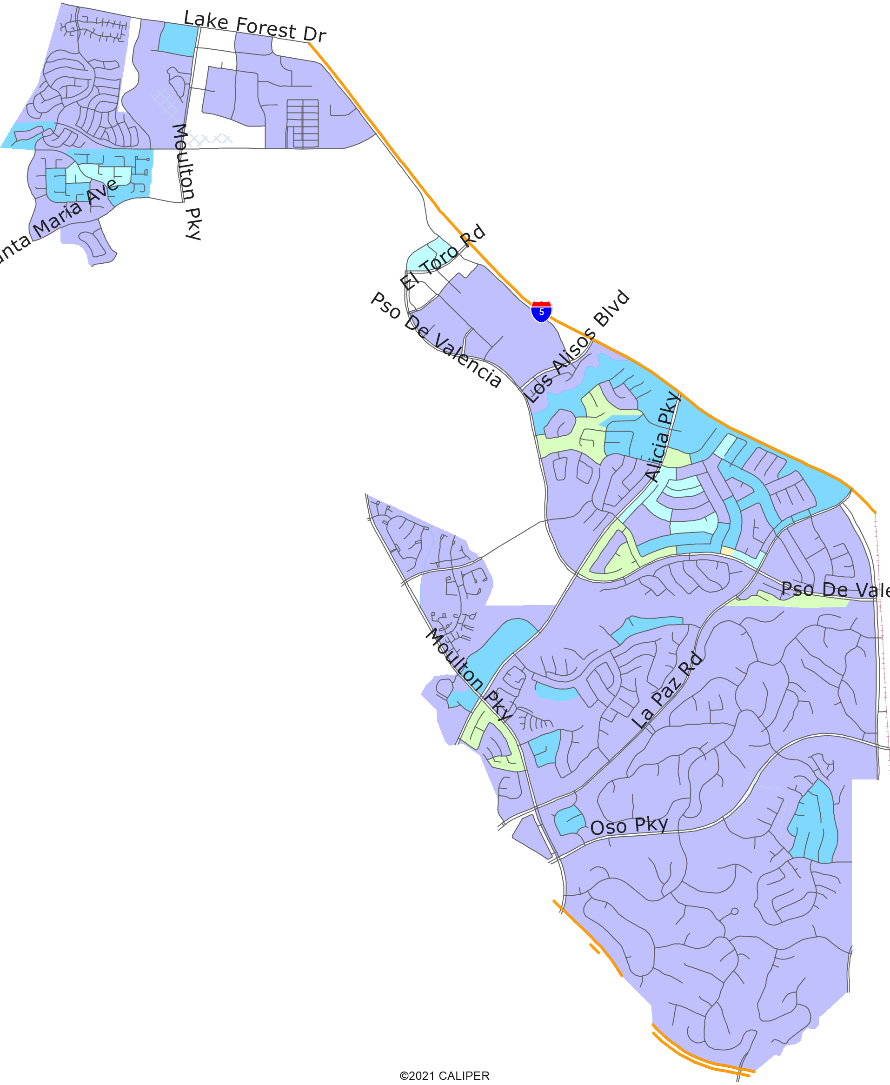 Lake Forest Dr
Moulton Pky
nta Maria Ave
El Toro Rd
5
Pso De Valencia
Los Alisos Blvd
Alicia Pky
Pso De Vale
Moulton Pky
La Paz Rd
Oso Pky
©2021 CALIPER